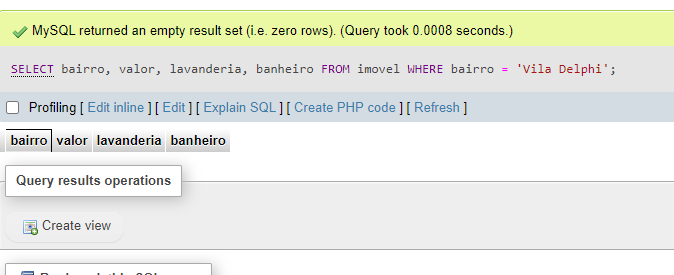 MySQL returned an empty result set (i.e. zero rows). (Query took 0.0008 seconds.)
SELECT bairro, valor, lavanderia, banheiro FROM imovel WHERE bairro = 'Vila Delphi';
Profiling [ Edit inline ] [ Edit ] [ Explain SQL ] [ Create PHP code ] [ Refresh ]
bairro valor lavanderia banheiro
Query results operations
Create view